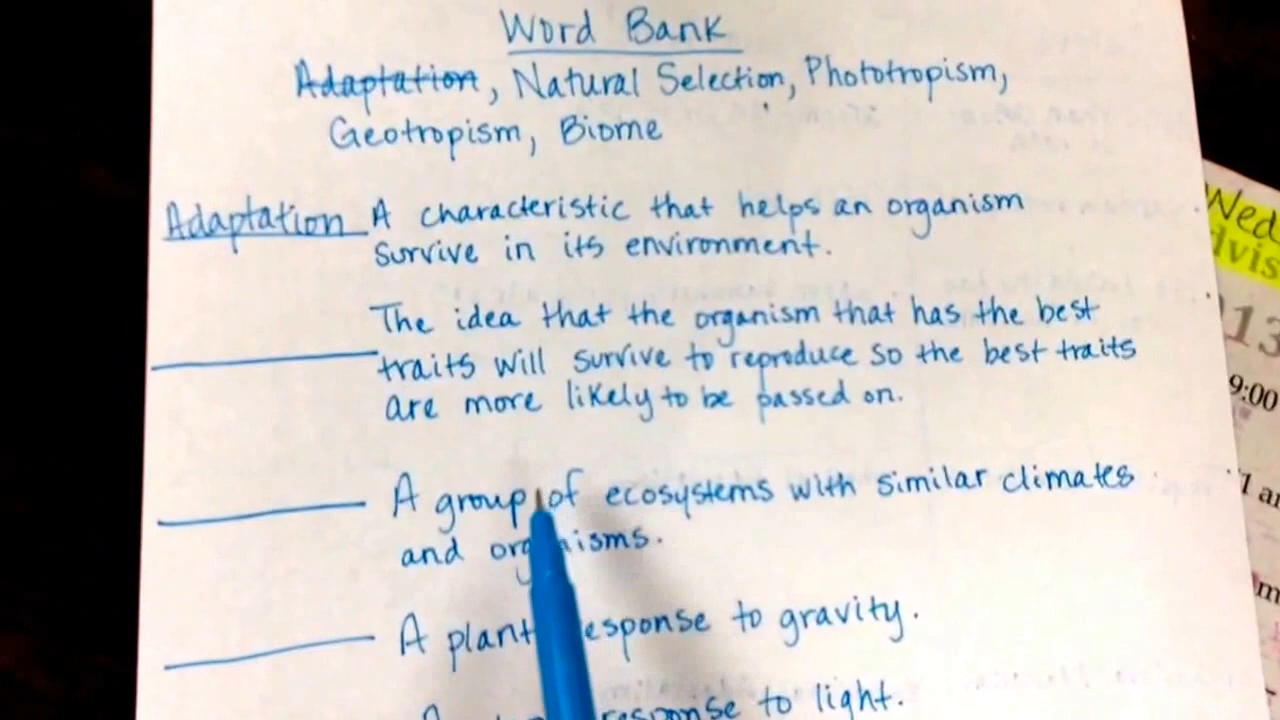 Word Bank
Adaptation, Natural Selection, Phototropism,
Geotropism, Biome
Adaptation A characteristic that helps an organism
survive in its environment.
The idea that the organism that has the best
traits will survive to reproduce so the best traits
are more likely to be passed on.
A group of ecosystems with similar climates
and organisms.
A plant response to gravity.
response to light.
Wed
dvis
13
9:00